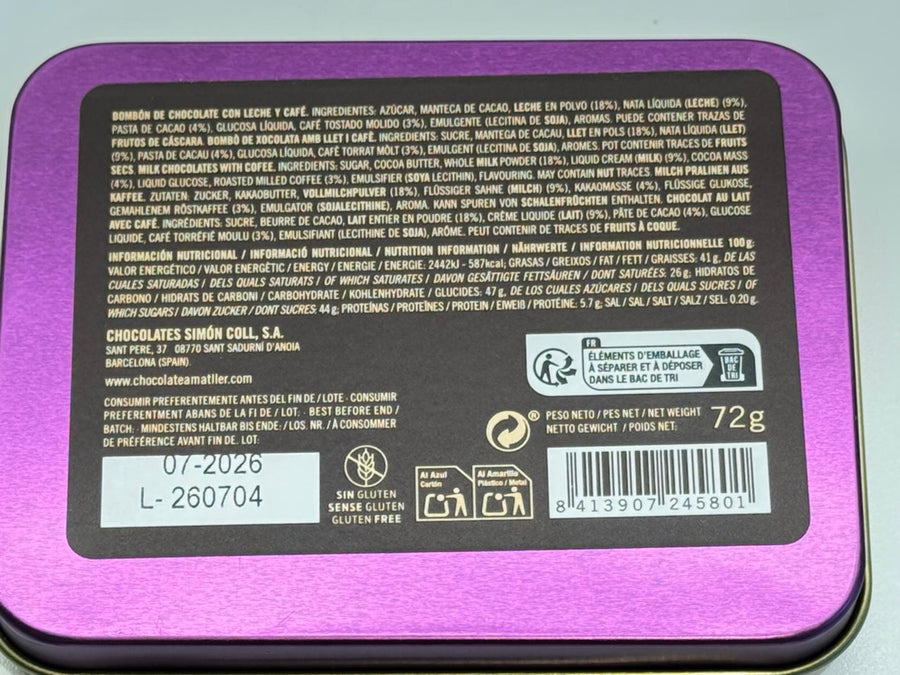 BOMBÓN DE CHOCOLATE CON LECHE Y CAFÉ. INGREDIENTES: AZÚCAR, MANTECA DE CACAO, LECHE EN POLVO (18%), NATA LÍQUIDA (LECHE) (9%),
PASTA DE CACAO (4%), GLUCOSA LÍQUIDA, CAFÉ TOSTADO MOLIDO (3%), EMULGENTE (LECITINA DE SOJA), AROMAS. PUEDE CONTENER TRAZAS DE
FRUTOS DE CÁSCARA. BOMBÓ DE XOCOLATA AMB LLET I CAFÈ. INGREDIENTS: SUCRE, MANTEGA DE CACAU, LLET EN POLS (18%), NATA LÍQUIDA (LLET)
(9%), PASTA DE CACAU (4%), GLUCOSA LÍQUIDA, CAFÈ TORRAT MÒLT (3%), EMULGENT (LECITINA DE SOJA), AROMES. POT CONTENIR TRACES DE FRUITS
SECS. MILK CHOCOLATES WITH COFFEE. INGREDIENTS: SUGAR, COCOA BUTTER, WHOLE MILK POWDER (18%), LIQUID CREAM (MILK) (9%), COCOA MASS
(4%), LIQUID GLUCOSE, ROASTED MILLED COFFEE (3%), EMULSIFIER (SOYA LECITHIN), FLAVOURING. MAY CONTAIN NUT TRACES. MILCH PRALINEN AUS
KAFFEE. ZUTATEN: ZUCKER, KAKAOBUTTER, VOLLMILCHPULVER (18%), FLÜSSIGER SAHNE (MILCH) (9%), KAKAOMASSE (4%), FLÜSSIGE GLUKOSE,
GEMAHLENEM RÖSTKAFFEE (3%), EMULGATOR (SOJALECITHINE), AROMA. KANN SPUREN VON SCHALENFRÜCHTEN ENTHALTEN. CHOCOLAT AU LAIT
AVEC CAFÉ. INGRÉDIENTS: SUCRE, BEURRE DE CACAO, LAIT ENTIER EN POUDRE (18%), CRÈME LIQUIDE (LAIT) (9%), PÂTE DE CACAO (4%), GLUCOSE
LIQUIDE, CAFÉ TORRÉFIÉ MOULU (3%), EMULSIFIANT (LECITHINE DE SOJA), ARÔME. PEUT CONTENIR DE TRACES DE FRUITS À COQUE.
INFORMACIÓN NUTRICIONAL / INFORMACIÓ NUTRICIONAL / NUTRITION INFORMATION / NÄHRWERTE / INFORMATION NUTRITIONNELLE 100g:
VALOR ENERGÉTICO / VALOR ENERGÈTIC / ENERGY / ENERGIE / ENERGIE: 2442kJ - 587kcal; GRASAS / GREIXOS / FAT / FETT / GRAISSES: 41g, DE LAS
CUALES SATURADAS / DELS QUALS SATURATS / OF WHICH SATURATES / DAVON GESÄTTIGTE FETTSÄUREN / DONT SATURÉES: 26g; HIDRATOS DE
CARBONO / HIDRATS DE CARBONI / CARBOHYDRATE / KOHLENHYDRATE / GLUCIDES: 47g, DE LOS CUALES AZÚCARES / DELS QUALS SUCRES / OF
WHICH SUGARS / DAVON ZUCKER / DONT SUCRES: 44g; PROTEÍNAS / PROTEÏNES / PROTEIN / EIWEIß / PROTÉINE: 5.7g; SAL / SAL / SALT / SALZ / SEL: 0.20g.
CHOCOLATES SIMÓN COLL, S.A.
SANT PERE, 37 08770 SANT SADURNÍ D'ANOIA
BARCELONA (SPAIN).
www.chocolateamatller.com
CONSUMIR PREFERENTEMENTE ANTES DEL FIN DE / LOTE · CONSUMIR
PREFERENTMENT ABANS DE LA FI DE / LOT: · BEST BEFORE END /
BATCH: · MINDESTENS HALTBAR BIS ENDE: / LOS. NR. / À CONSOMMER
DE PRÉFÉRENCE AVANT FIN DE. LOT:
07-2026
L- 260704
SIN GLUTEN
SENSE GLUTEN
GLUTEN FREE
FR
ÉLÉMENTS D'EMBALLAGE
À SÉPARER ET À DÉPOSER
DANS LE BAC DE TRI
BAC
DE
TRI
®
PESO NETO / PES NET / NET WEIGHT
NETTO GEWICHT / POIDS NET:
72g
Al Azul
Cartón
Al Amarillo
Plástico / Metal
8 413907 245801